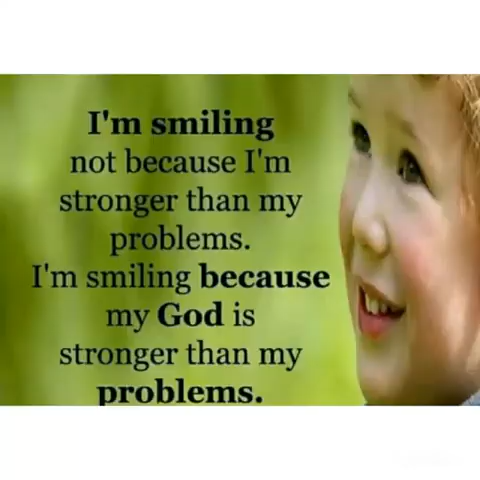 I'm smiling
not because I'm
stronger than my
problems.
I'm smiling because
my God is
stronger than my
problems.